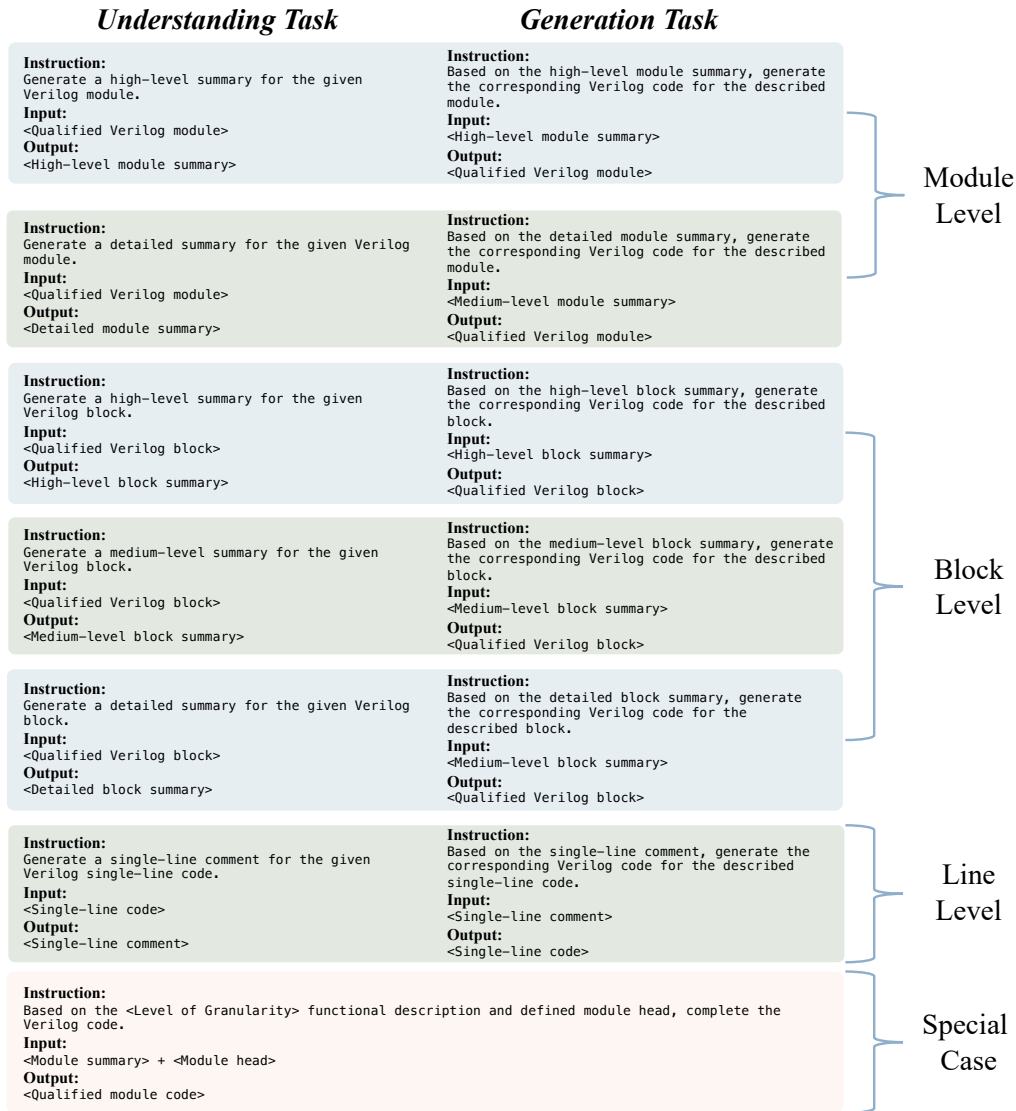 Understanding Task
Generation Task
Instruction:
Generate a high-level summary for the given
Verilog module.
Input:
<Qualified Verilog module>
Output:
<High-level module summary>
Instruction:
Based on the high-level module summary, generate
the corresponding Verilog code for the described
module.
Input:
<High-level module summary>
Output:
<Qualified Verilog module>
Module
Level
Instruction:
Generate a detailed summary for the given Verilog
module.
Input:
<Qualified Verilog module>
Output:
<Detailed module summary>
Instruction:
Based on the detailed module summary, generate
the corresponding Verilog code for the described
module.
Input:
<Medium-level module summary>
Output:
<Qualified Verilog module>
Instruction:
Generate a high-level summary for the given
Verilog block.
Input:
<Qualified Verilog block>
Output:
<High-level block summary>
Instruction:
Based on the high-level block summary, generate
the corresponding Verilog code for the described
block.
Input:
<High-level block summary>
Output:
<Qualified Verilog block>
Instruction:
Generate a medium-level summary for the given
Verilog block.
Input:
<Qualified Verilog block>
Output:
<Medium-level block summary>
Instruction:
Based on the medium-level block summary, generate
the corresponding Verilog code for the described
block.
Input:
<Medium-level block summary>
Output:
<Qualified Verilog block>
Block
Level
Instruction:
Generate a detailed summary for the given Verilog
block.
Input:
<Qualified Verilog block>
Output:
<Detailed block summary>
Instruction:
Based on the detailed block summary, generate
the corresponding Verilog code for the
described block.
Input:
<Medium-level block summary>
Output:
<Qualified Verilog block>
Instruction:
Generate a single-line comment for the given
Verilog single-line code.
Input:
<Single-line code>
Output:
<Single-line comment>
Instruction:
Based on the single-line comment, generate the
corresponding Verilog code for the described
single-line code.
Input:
<Single-line comment>
Output:
<Single-line code>
Line
Level
Instruction:
Based on the <Level of Granularity> functional description and defined module head, complete the
Verilog code.
Input:
<Module summary> + <Module head>
Output:
<Qualified module code>
Special
Case